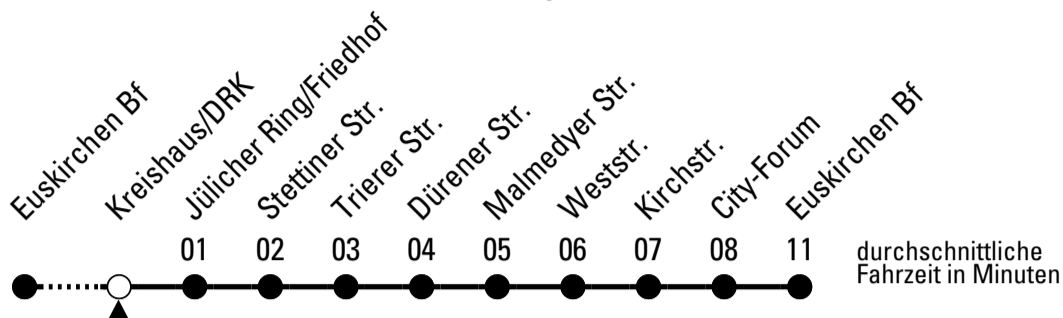 Euskirchen Bf
Kreishaus/DRK
Jülicher Ring/Friedhof
Stettiner Str.
Trierer Str.
Dürener Str.
Malmedyer Str.
Weststr.
Kirchstr.
City-Forum
Euskirchen Bf
01 02 03 04 05 06 07 08 11
durchschnittliche
Fahrzeit in Minuten